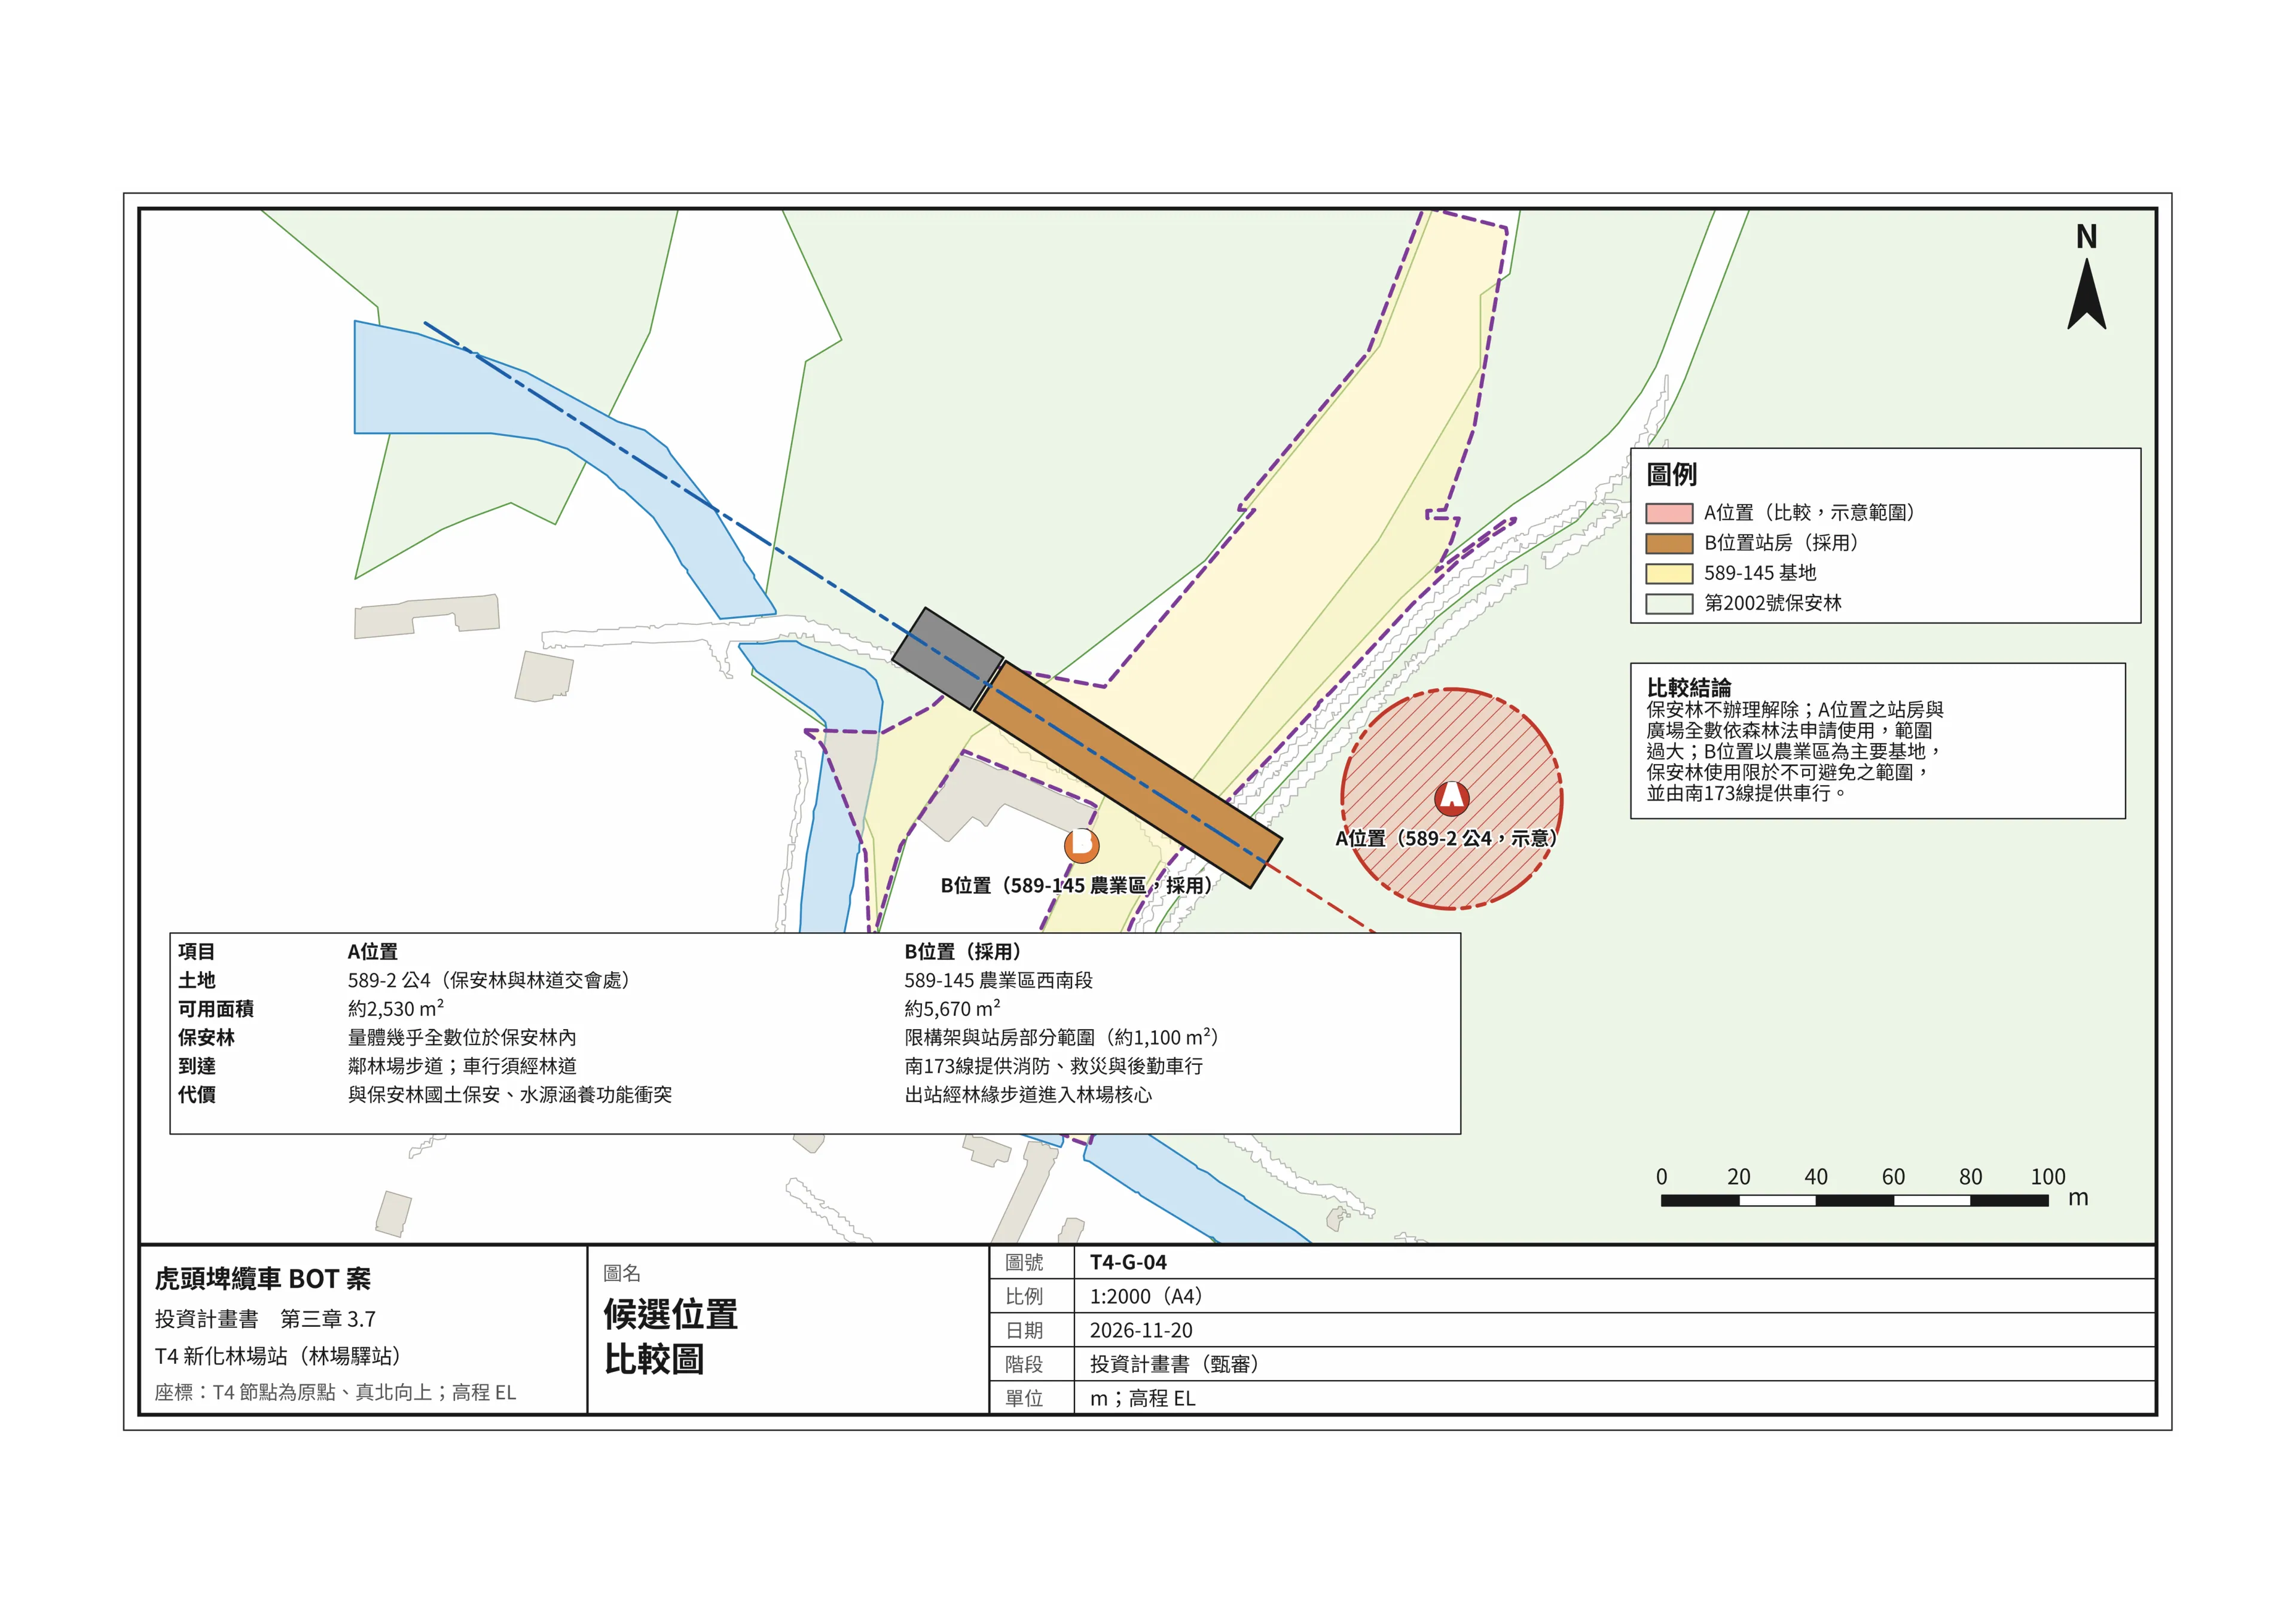 N
圖例
A位置（比較，示意範圍）
B位置站房（採用）
589-145 基地
第2002號保安林
比較結論
保安林不辦理解除；A位置之站房與
廣場全數依森林法申請使用，範圍
過大；B位置以農業區為主要基地，
保安林使用限於不可避免之範圍，
並由南173線提供車行。
A
A位置（589-2 公4，示意）
B
B位置（589-145 農業區，採用）
項目 A位置 B位置（採用）
土地 589-2 公4（保安林與林道交會處） 589-145 農業區西南段
可用面積 約2,530 m² 約5,670 m²
保安林 量體幾乎全數位於保安林內 限構架與站房部分範圍（約1,100 m²）
到達 鄰林場步道；車行須經林道 南173線提供消防、救災與後勤車行
代價 與保安林國土保安、水源涵養功能衝突 出站經林緣步道進入林場核心
0 20 40 60 80 100 m
虎頭埤纜車 BOT 案
投資計畫書 第三章 3.7
T4 新化林場站（林場驛站）
座標：T4 節點為原點、真北向上；高程 EL
圖名
候選位置
比較圖
圖號 T4-G-04
比例 1:2000（A4）
日期 2026-11-20
階段 投資計畫書（甄審）
單位 m；高程 EL